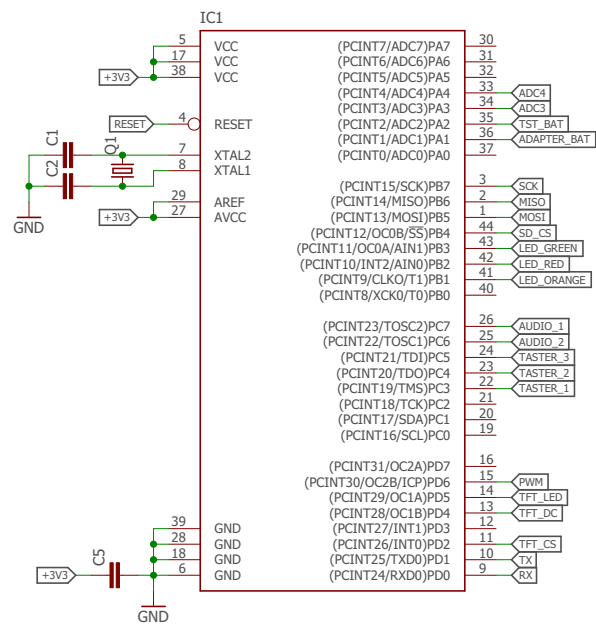 IC1
5 VCC (PCINT7/ADC7)PA7 30
17 VCC (PCINT6/ADC6)PA6 31
+3V3 38 VCC (PCINT5/ADC5)PA5 32
(PCINT4/ADC4)PA4 33 ADC4
(PCINT3/ADC3)PA3 34 ADC3
RESET 4 RESET (PCINT2/ADC2)PA2 35 TST_BAT
(PCINT1/ADC1)PA1 36 ADAPTER_BAT
C1 Q1 7 XTAL2 (PCINT0/ADC0)PA0 37
C2 8 XTAL1
(PCINT15/SCK)PB7 3 SCK
29 AREF (PCINT14/MISO)PB6 2 MISO
GND +3V3 27 AVCC (PCINT13/MOSI)PB5 1 MOSI
(PCINT12/OC0B/SS)PB4 44 SD_CS
(PCINT11/OC0A/AIN1)PB3 43 LED_GREEN
(PCINT10/INT2/AIN0)PB2 42 LED_RED
(PCINT9/CLKO/T1)PB1 41 LED_ORANGE
(PCINT8/XCK0/T0)PB0 40
(PCINT23/TOSC2)PC7 26 AUDIO_1
(PCINT22/TOSC1)PC6 25 AUDIO_2
(PCINT21/TDI)PC5 24 TASTER_3
(PCINT20/TDO)PC4 23 TASTER_2
(PCINT19/TMS)PC3 22 TASTER_1
(PCINT18/TCK)PC2 21
(PCINT17/SDA)PC1 20
(PCINT16/SCL)PC0 19
(PCINT31/OC2A)PD7 16
(PCINT30/OC2B/ICP)PD6 15 PWM
(PCINT29/OC1A)PD5 14 TFT_LED
(PCINT28/OC1B)PD4 13 TFT_DC
39 GND (PCINT27/INT1)PD3 12
28 GND (PCINT26/INT0)PD2 11 TFT_CS
C5 18 GND (PCINT25/TXD0)PD1 10 TX
+3V3 6 GND (PCINT24/RXD0)PD0 9 RX
GND